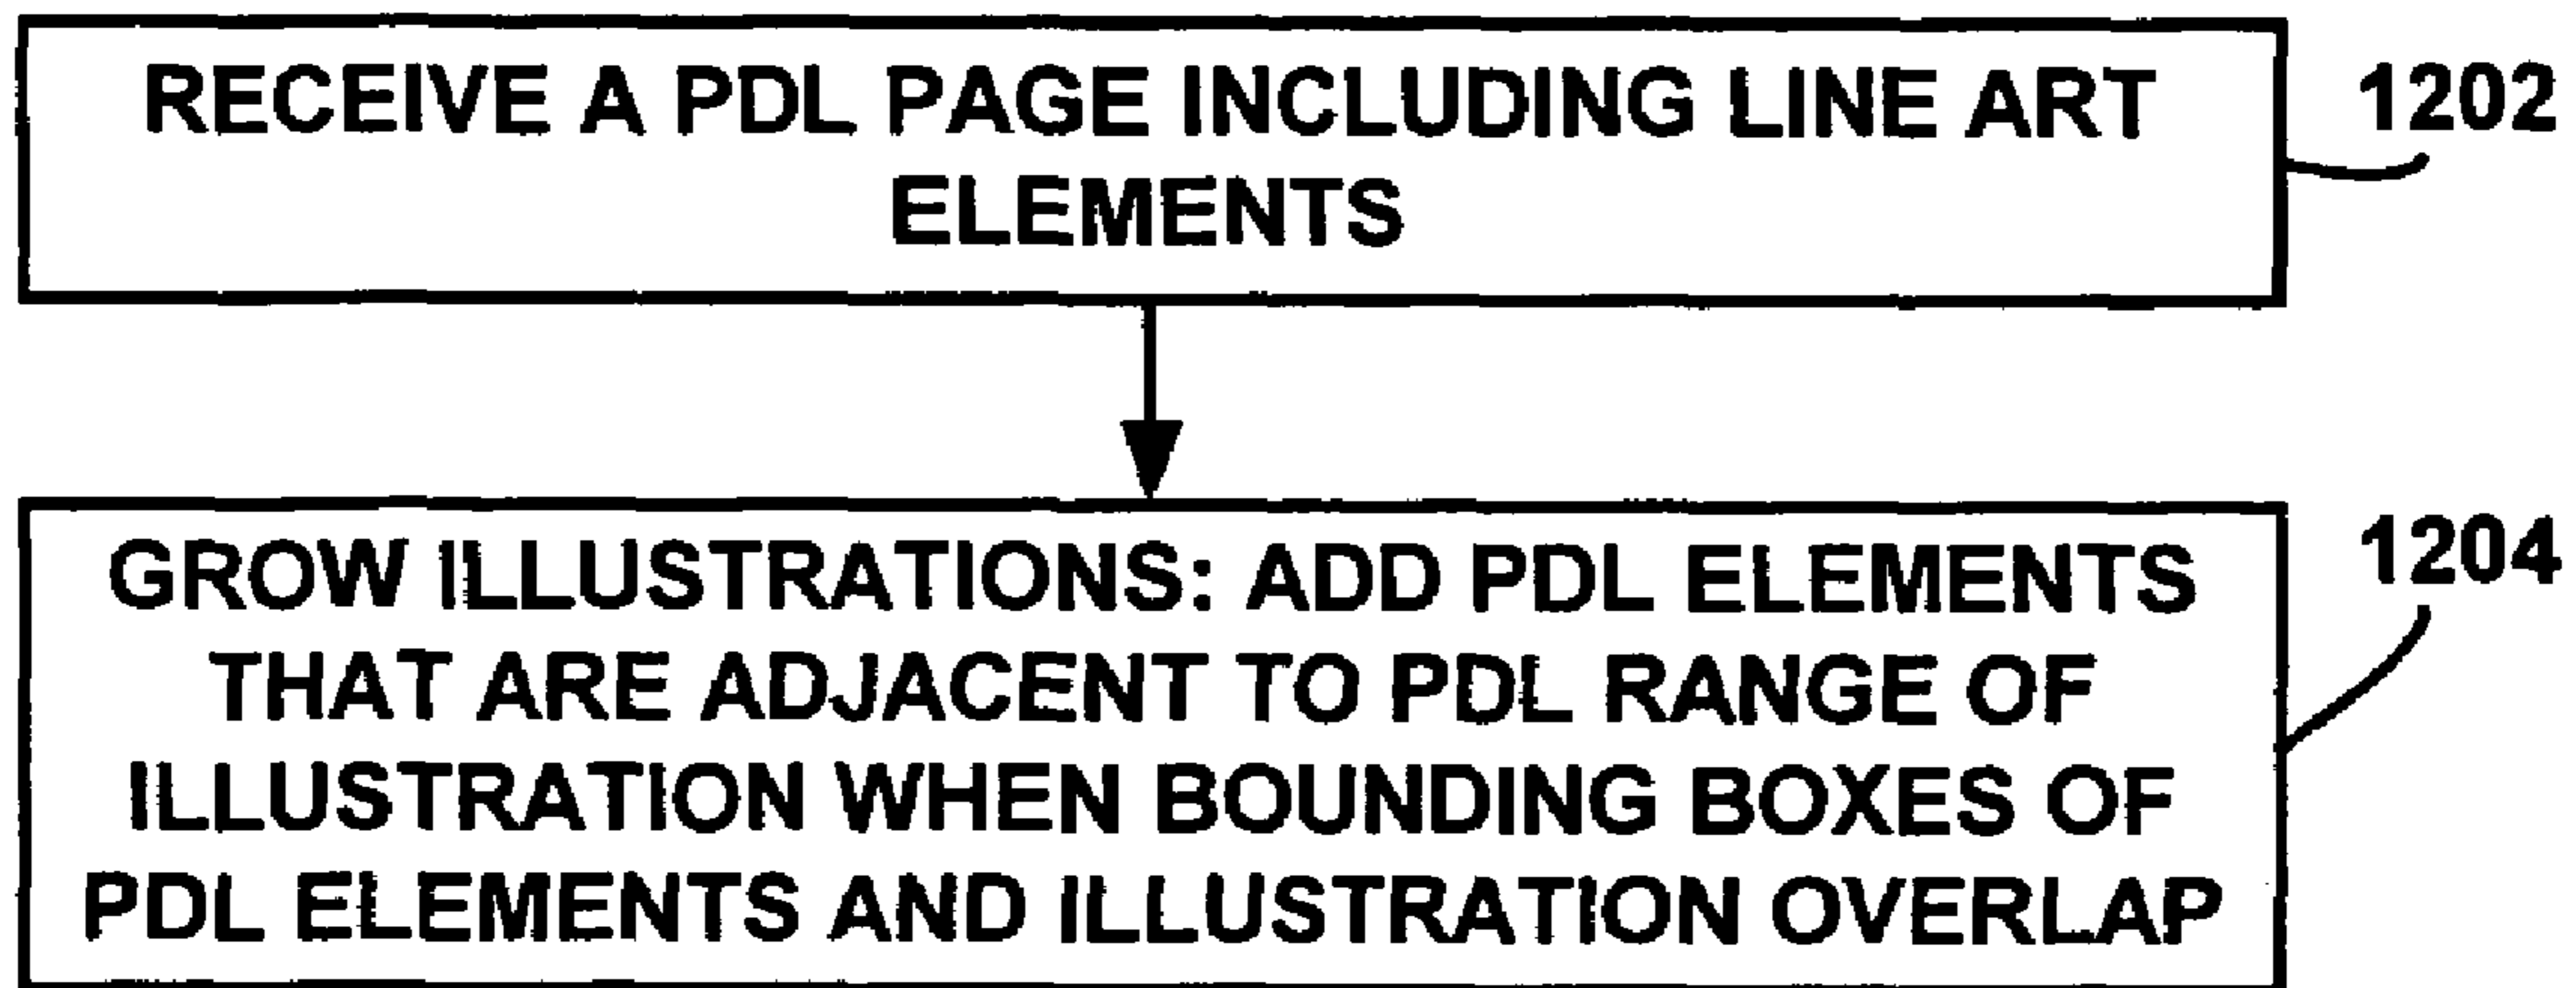 RECEIVE A PDL PAGE INCLUDING LINE ART
ELEMENTS
1202
GROW ILLUSTRATIONS: ADD PDL ELEMENTS
THAT ARE ADJACENT TO PDL RANGE OF
ILLUSTRATION WHEN BOUNDING BOXES OF
PDL ELEMENTS AND ILLUSTRATION OVERLAP
1204